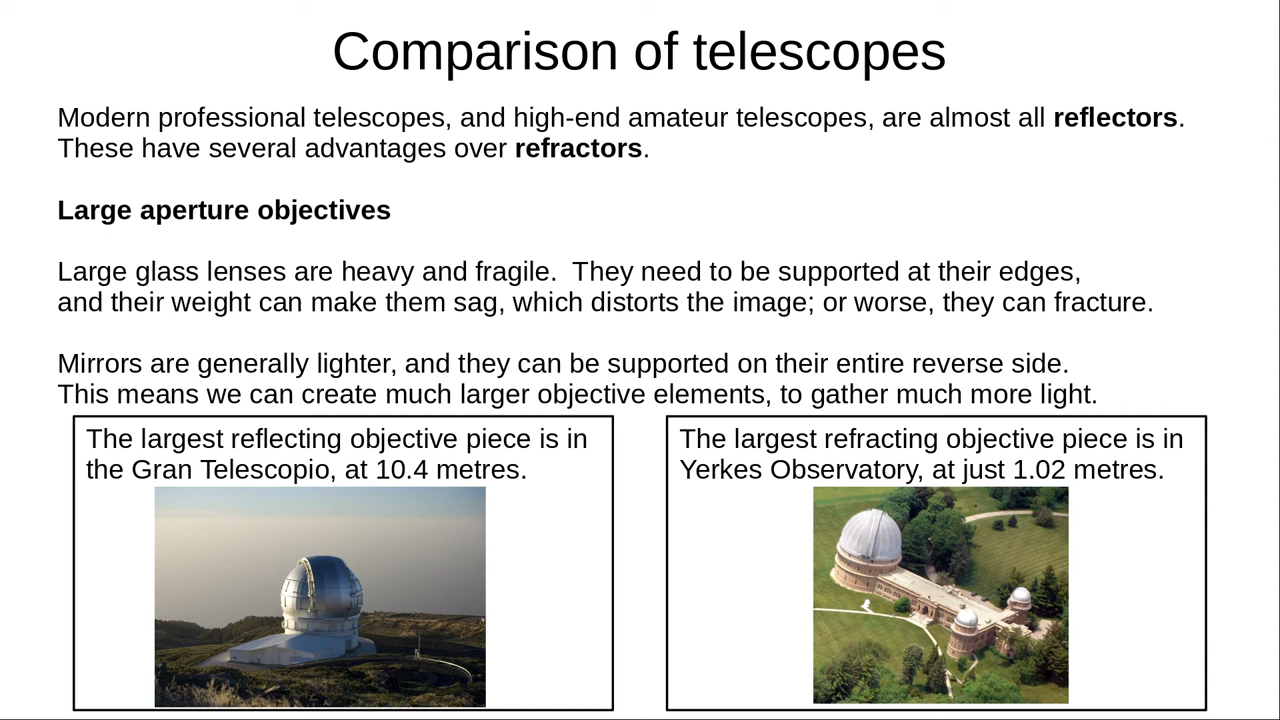 Comparison of telescopes
Modern professional telescopes, and high-end amateur telescopes, are almost all reflectors.
These have several advantages over refractors.
Large aperture objectives
Large glass lenses are heavy and fragile.  They need to be supported at their edges,
and their weight can make them sag, which distorts the image; or worse, they can fracture.
Mirrors are generally lighter, and they can be supported on their entire reverse side.
This means we can create much larger objective elements, to gather much more light.
The largest reflecting objective piece is in
the Gran Telescopio, at 10.4 metres.
The largest refracting objective piece is in
Yerkes Observatory, at just 1.02 metres.